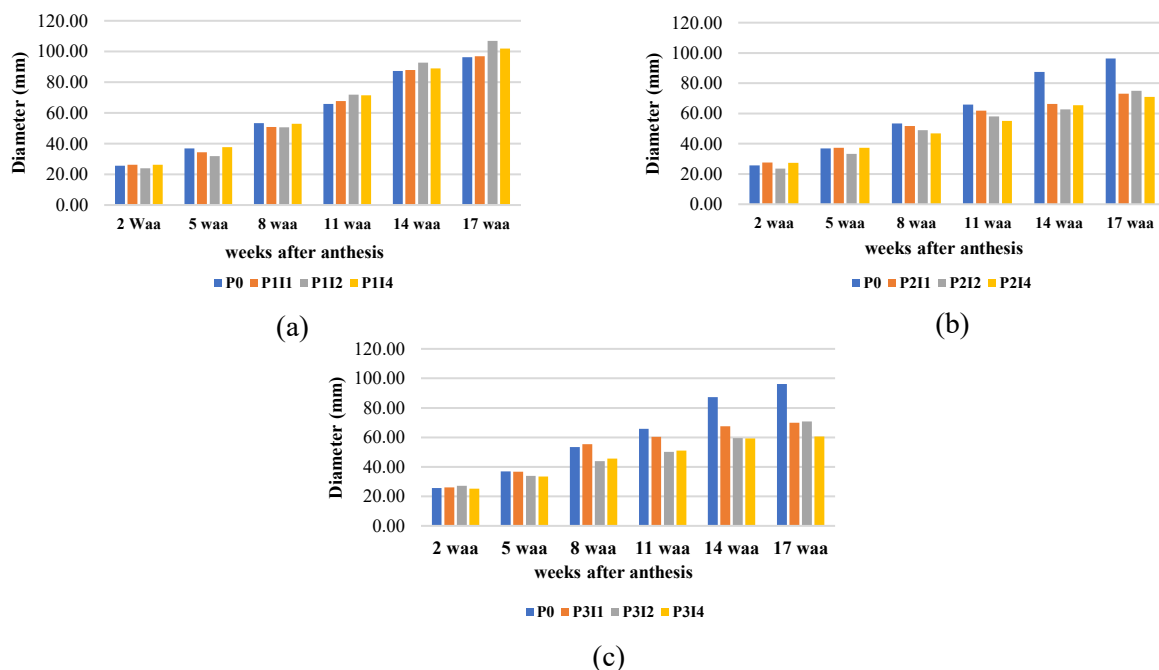 120.00
100.00
80.00
60.00
40.00
20.00
0.00
Diameter (mm)
2 Waa 5 waa 8 waa 11 waa 14 waa 17 waa
weeks after anthesis
P0 P1I1 P1I2 P1I4
(a)
120.00
100.00
80.00
60.00
40.00
20.00
0.00
Diameter (mm)
2 waa 5 waa 8 waa 11 waa 14 waa 17 waa
weeks after anthesis
P0 P2I1 P2I2 P2I4
(b)
120.00
100.00
80.00
60.00
40.00
20.00
0.00
Diameter (mm)
2 waa 5 waa 8 waa 11 waa 14 waa 17 waa
weeks after anthesis
P0 P3I1 P3I2 P3I4
(c)